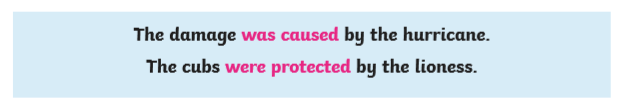 The damage was caused by the hurricane.
The cubs were protected by the lioness.